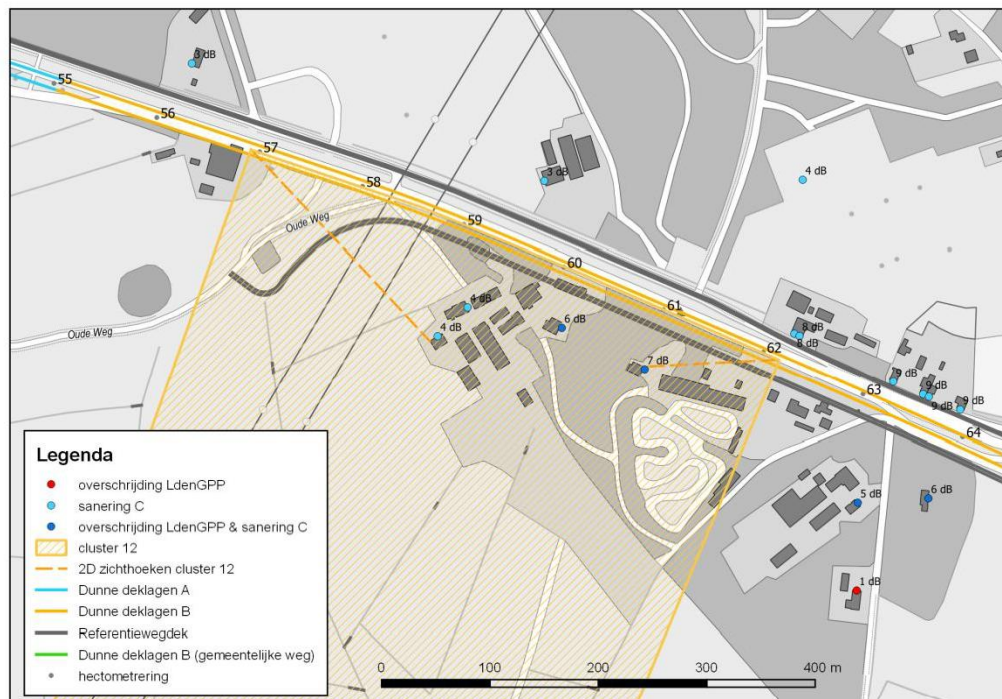 3 dB
55
56
57
58
3 dB
4 dB
Oude Weg
59
60
61
Oude Weg
4 dB
4 dB
6 dB
8 dB
8 dB
62
7 dB
63
9 dB
9 dB
9 dB
9 dB
64
5 dB
6 dB
1 dB
Legenda
overschrijding LdenGPP
sanering C
overschrijding LdenGPP & sanering C
cluster 12
2D zichthoeken cluster 12
Dunne deklagen A
Dunne deklagen B
Referentiewegdek
Dunne deklagen B (gemeentelijke weg)
hectometrering
0 100 200 300 400 m